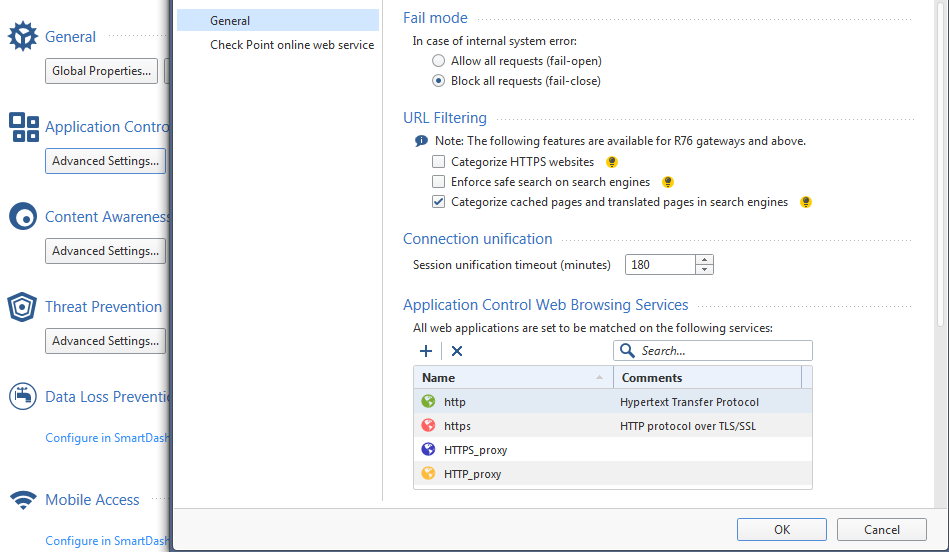 General
Global Properties...
Application Contro
Advanced Settings...
Content Awareness
Advanced Settings...
Threat Prevention
Advanced Settings...
Data Loss Preventi
Configure in SmartDash
Mobile Access
Configure in SmartDash
General
Check Point online web service
Fail mode
In case of internal system error:
Allow all requests (fail-open)
Block all requests (fail-close)
URL Filtering
Note: The following features are available for R76 gateways and above.
Categorize HTTPS websites
Enforce safe search on search engines
Categorize cached pages and translated pages in search engines
Connection unification
Session unification timeout (minutes) 180
Application Control Web Browsing Services
All web applications are set to be matched on the following services:
Search...
Name Comments
http Hypertext Transfer Protocol
https HTTP protocol over TLS/SSL
HTTPS_proxy
HTTP_proxy
OK Cancel